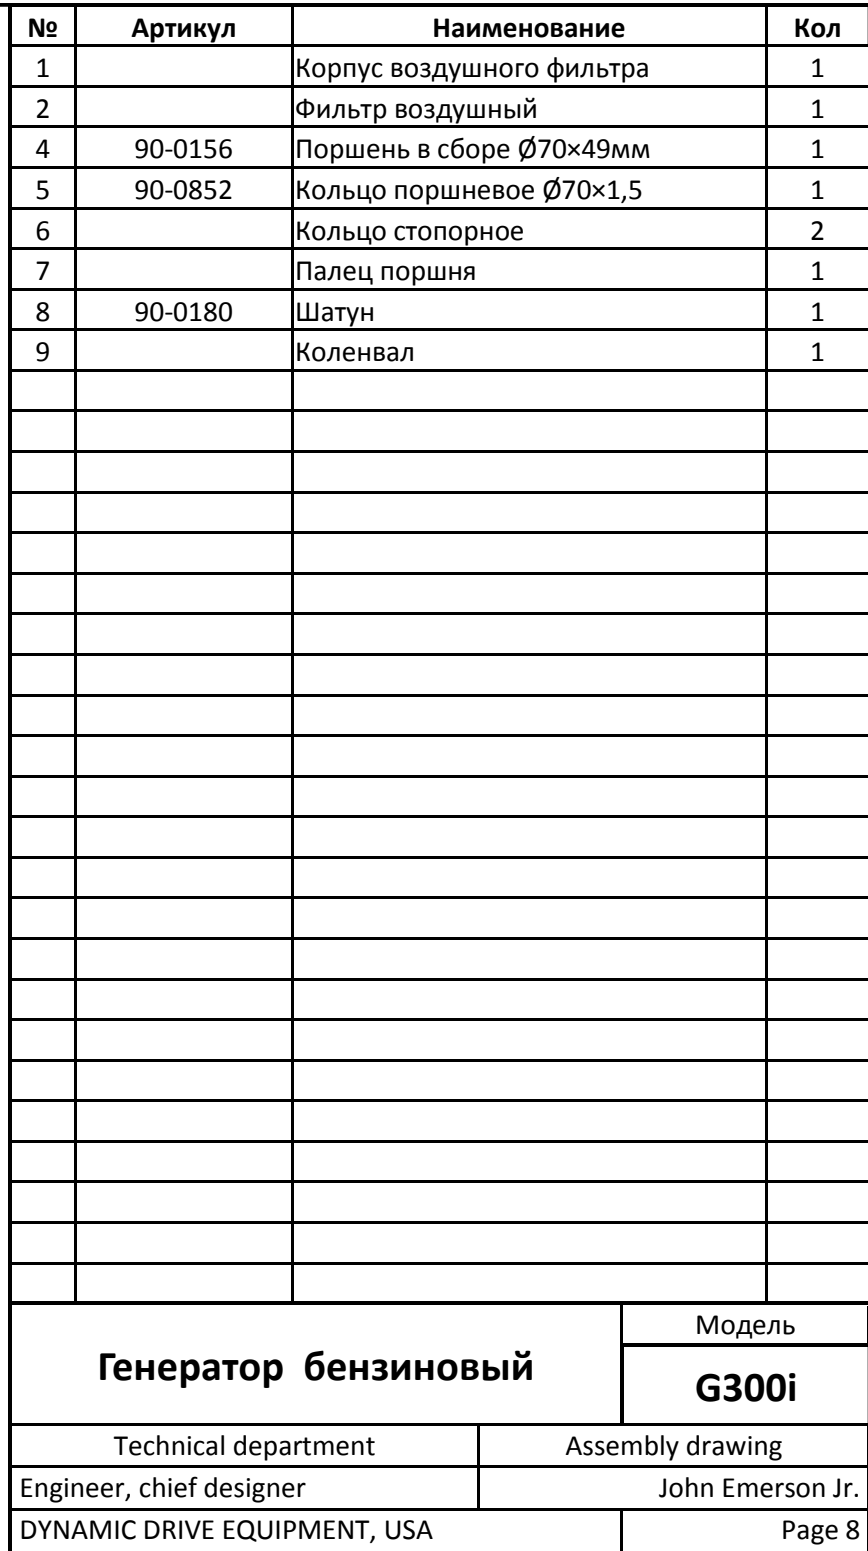 № Артикул Наименование Кол
1 Корпус воздушного фильтра 1
2 Фильтр воздушный 1
4 90-0156 Поршень в сборе Ø70×49мм 1
5 90-0852 Кольцо поршневое Ø70×1,5 1
6 Кольцо стопорное 2
7 Палец поршня 1
8 90-0180 Шатун 1
9 Коленвал 1
Модель
Генератор бензиновый
G300i
Technical department Assembly drawing
Engineer, chief designer John Emerson Jr.
DYNAMIC DRIVE EQUIPMENT, USA Page 8